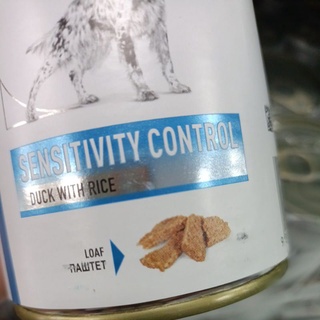 SENSITIVITY CONTROL
DUCK WITH RICE
LOAF
ПАШТЕТ